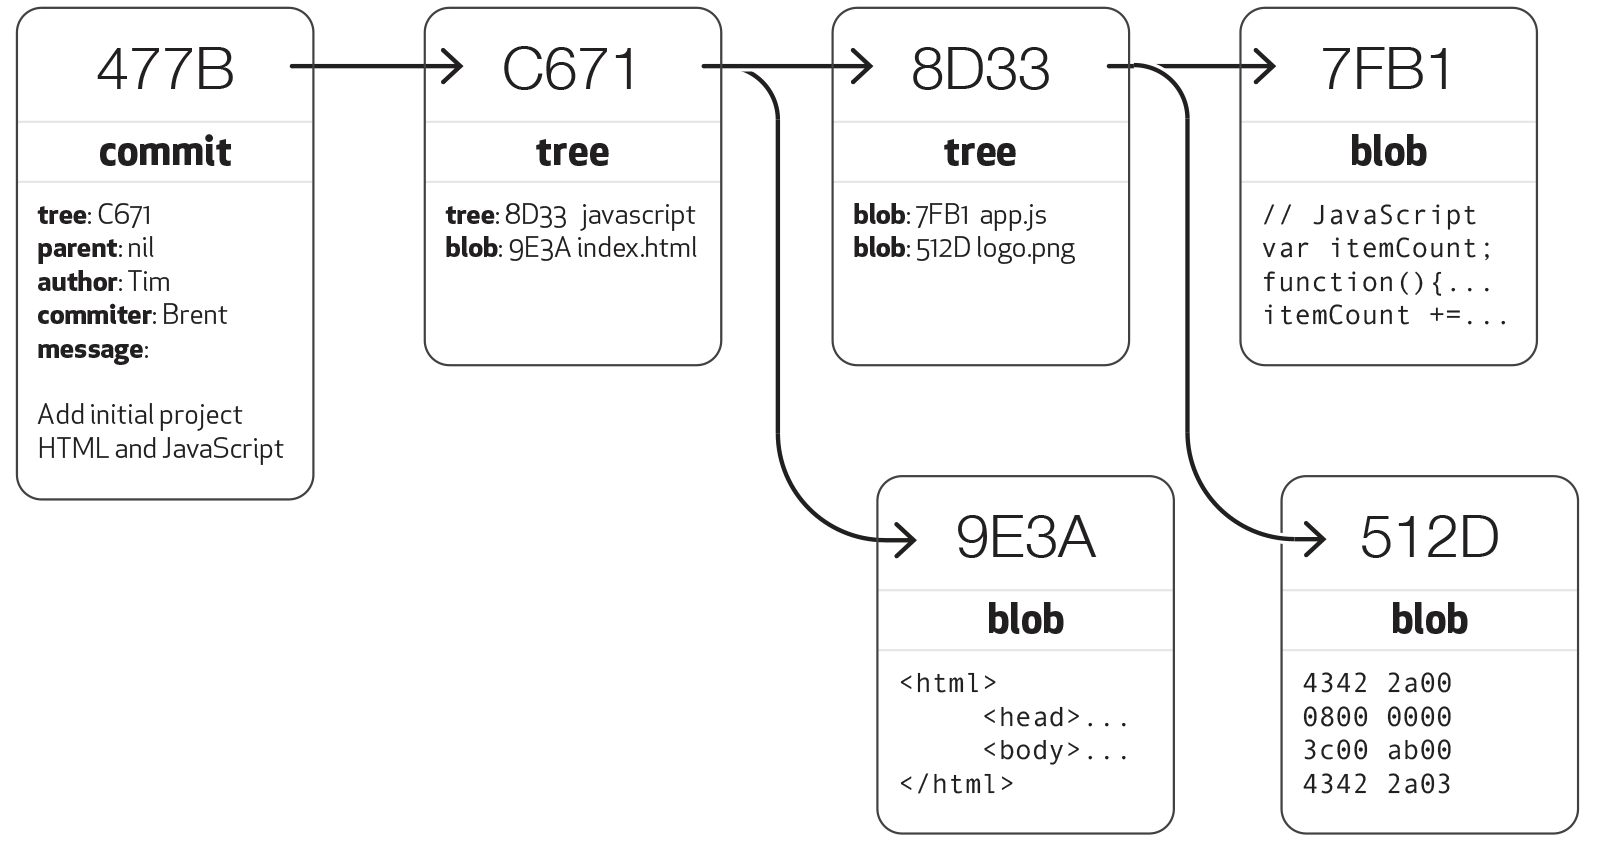 477B
commit
tree: C671
parent: nil
author: Tim
commiter: Brent
message:
Add initial project
HTML and JavaScript
C671
tree
tree: 8D33 javascript
blob: 9E3A index.html
8D33
tree
blob: 7FB1 app.js
blob: 512D logo.png
7FB1
blob
// JavaScript
var itemCount;
function(){...
itemCount +=...
9E3A
blob
<html>
<head>...
<body>...
</html>
512D
blob
4342 2a00
0800 0000
3c00 ab00
4342 2a03